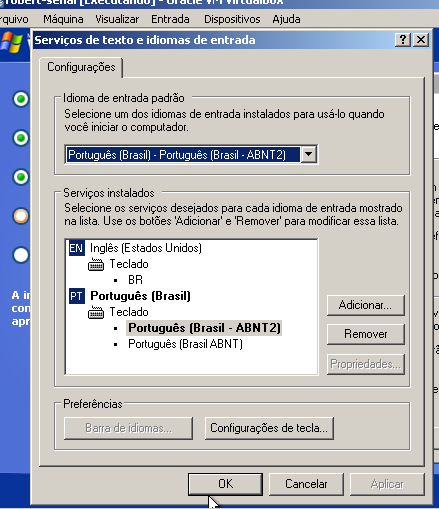 robert-senai [Executando] - Oracle VM VirtualBox
Arquivo Máquina Visualizar Entrada Dispositivos Ajuda
Serviços de texto e idiomas de entrada
Configurações
Idioma de entrada padrão
Selecione um dos idiomas de entrada instalados para usá-lo quando
você iniciar o computador.
Português (Brasil) - Português (Brasil - ABNT2)
Serviços instalados
Selecione os serviços desejados para cada idioma de entrada mostrado
na lista. Use os botões 'Adicionar' e 'Remover' para modificar essa lista.
EN Inglês (Estados Unidos)
Teclado
BR
PT Português (Brasil)
Teclado
Português (Brasil - ABNT2)
Português (Brasil ABNT)
Adicionar...
Remover
Propriedades...
Preferências
Barra de idiomas...
Configurações de tecla...
OK
Cancelar
Aplicar